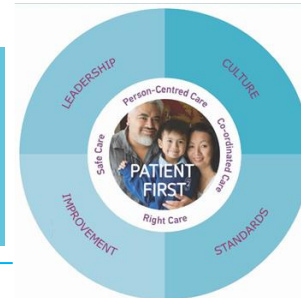 LEADERSHIP
CULTURE
Person-Centred Care
Safe Care
Co-ordinated Care
PATIENT
FIRST
Right Care
IMPROVEMENT
STANDARDS